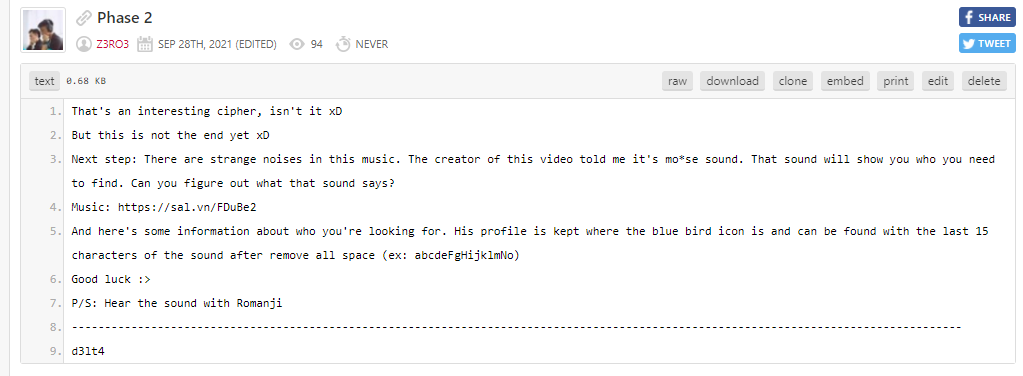 Phase 2
SHARE
Z3RO3 SEP 28TH, 2021 (EDITED) 94 NEVER
TWEET
text 0.68 KB raw download clone embed print edit delete
1. That's an interesting cipher, isn't it xD
2. But this is not the end yet xD
3. Next step: There are strange noises in this music. The creator of this video told me it's mo*se sound. That sound will show you who you need
to find. Can you figure out what that sound says?
4. Music: https://sal.vn/FDuBe2
5. And here's some information about who you're looking for. His profile is kept where the blue bird icon is and can be found with the last 15
characters of the sound after remove all space (ex: abcdeFgHijklmNo)
6. Good luck :>
7. P/S: Hear the sound with Romanji
8. ------------------------------------------------------------------------------------------------------------------------------------
9. d3lt4